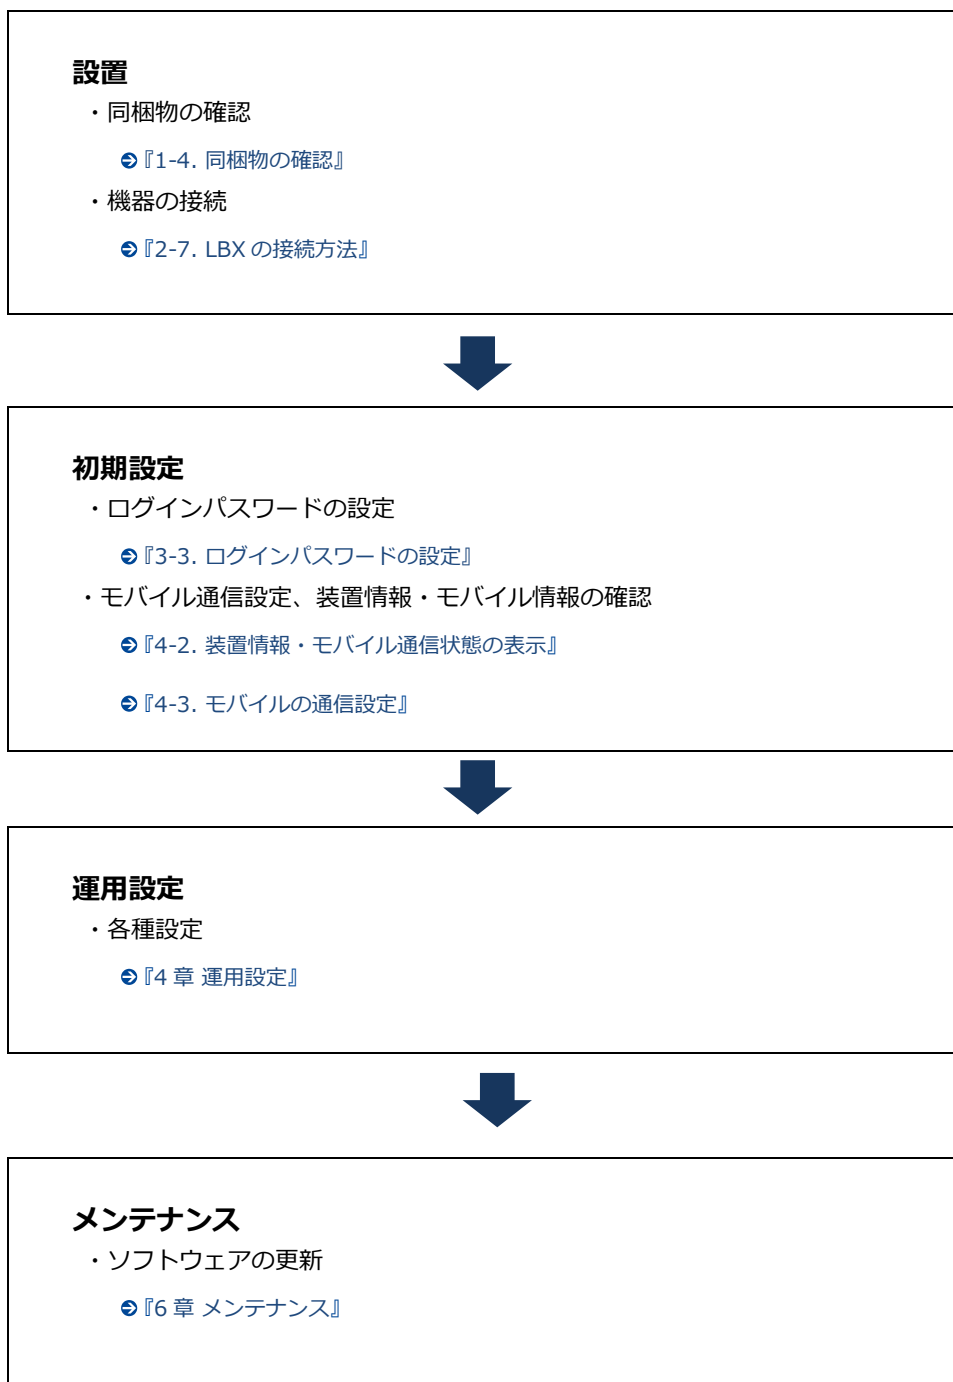 設置
・同梱物の確認
『1-4. 同梱物の確認』
・機器の接続
『2-7. LBX の接続方法』
初期設定
・ログインパスワードの設定
『3-3. ログインパスワードの設定』
・モバイル通信設定、装置情報・モバイル情報の確認
『4-2. 装置情報・モバイル通信状態の表示』
『4-3. モバイルの通信設定』
運用設定
・各種設定
『4 章 運用設定』
メンテナンス
・ソフトウェアの更新
『6 章 メンテナンス』